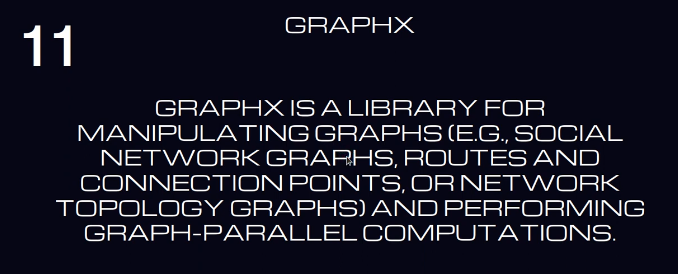 11
GRAPHX
GRAPHX IS A LIBRARY FOR
MANIPULATING GRAPHS (E.G., SOCIAL
NETWORK GRAPHS, ROUTES AND
CONNECTION POINTS, OR NETWORK
TOPOLOGY GRAPHS) AND PERFORMING
GRAPH-PARALLEL COMPUTATIONS.